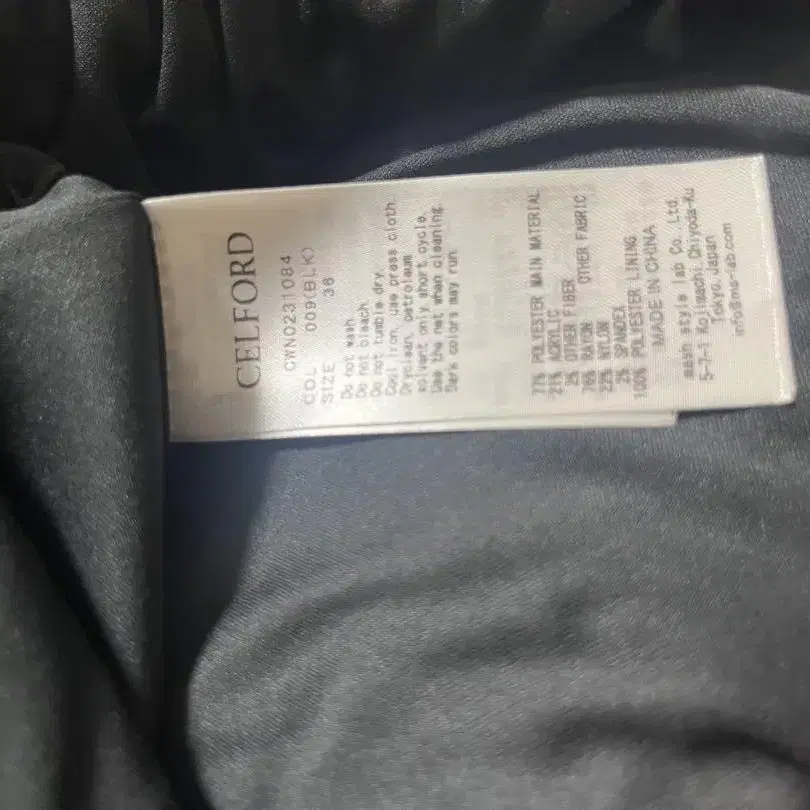 CELFORD
CWNO231084
COL 009(BLK)
SIZE 36
Do not wash.
Do not bleach.
Do not tumble dry.
Cool iron, use press cloth.
Dryclean, petroleum
solvent only short cycle.
Use the net when cleaning.
Dark colors may run.
77% POLYESTER MAIN MATERIAL
21% ACRYLIC
2% OTHER FIBER
76% RAYON OTHER FABRIC
22% NYLON
2% SPANDEX
100% POLYESTER LINING
MADE IN CHINA
mash style lab Co., Ltd.
5-7-1 Kojimachi, Chiyoda-Ku
Tokyo, Japan
info@ms-lab.com